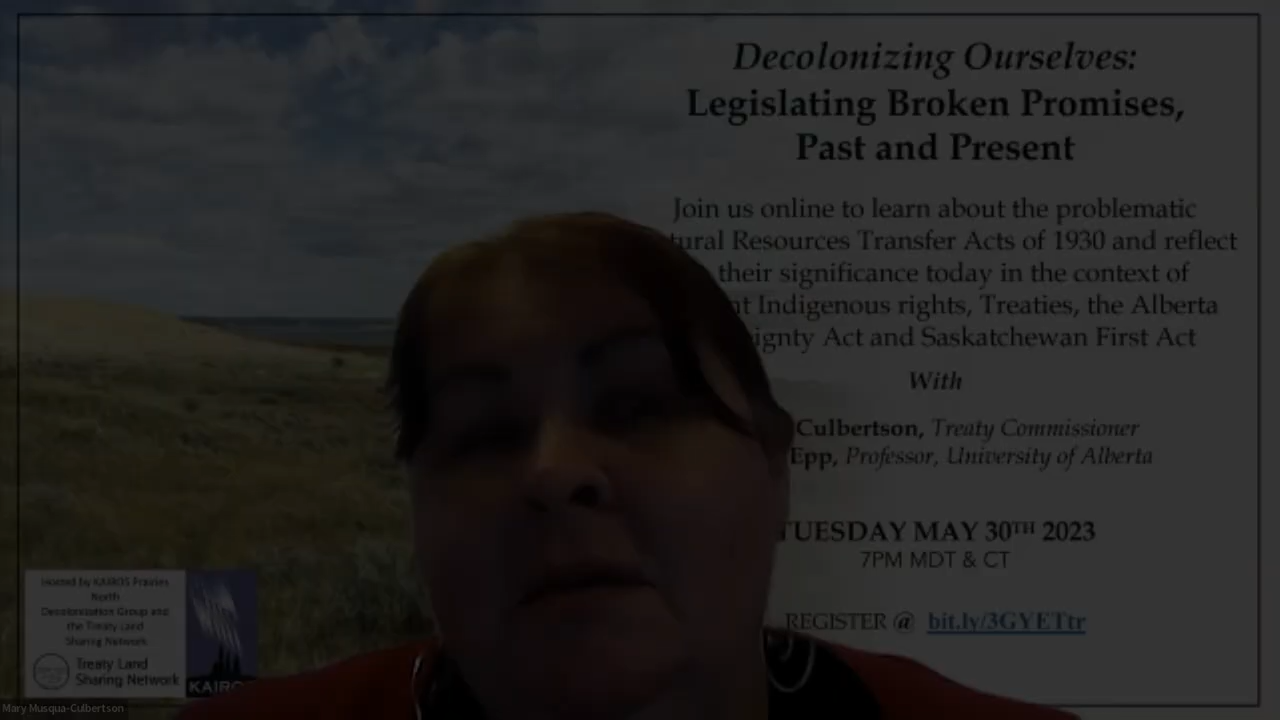 Decolonizing Ourselves:
Legislating Broken Promises,
Past and Present
Join us online to learn about the problematic
tural Resources Transfer Acts of 1930 and reflect
their significance today in the context of
nt Indigenous rights, Treaties, the Alberta
ignty Act and Saskatchewan First Act
With
Culbertson, Treaty Commissioner
Epp, Professor, University of Alberta
TUESDAY MAY 30TH 2023
7PM MDT & CT
REGISTER @ bit.ly/3GYETtr
Hosted by KAIROS Prairies
North
Decolonization Group and
the Treaty Land
Sharing Network
Treaty Land
Sharing Network
KAIRO
Mary Musqua-Culbertson